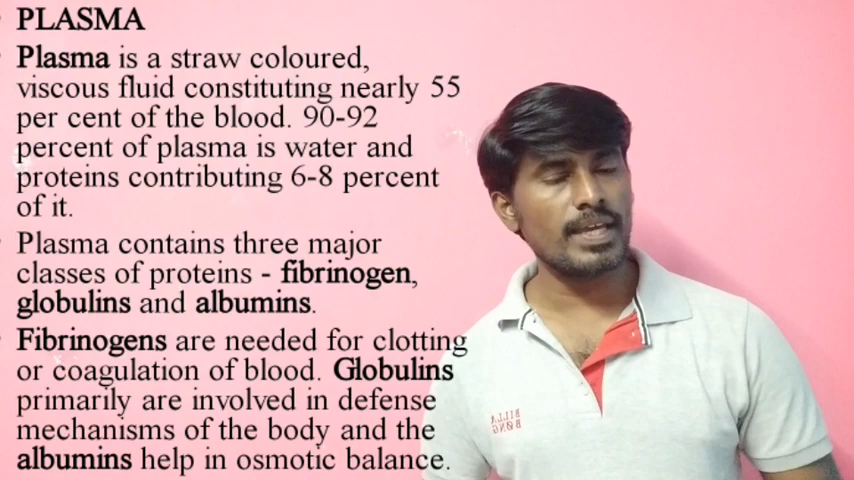 PLASMA
Plasma is a straw coloured,
viscous fluid constituting nearly 55
per cent of the blood. 90-92
percent of plasma is water and
proteins contributing 6-8 percent
of it.
Plasma contains three major
classes of proteins - fibrinogen,
globulins and albumins.
Fibrinogens are needed for clotting
or coagulation of blood. Globulins
primarily are involved in defense
mechanisms of the body and the
albumins help in osmotic balance.
BILLA
BONG